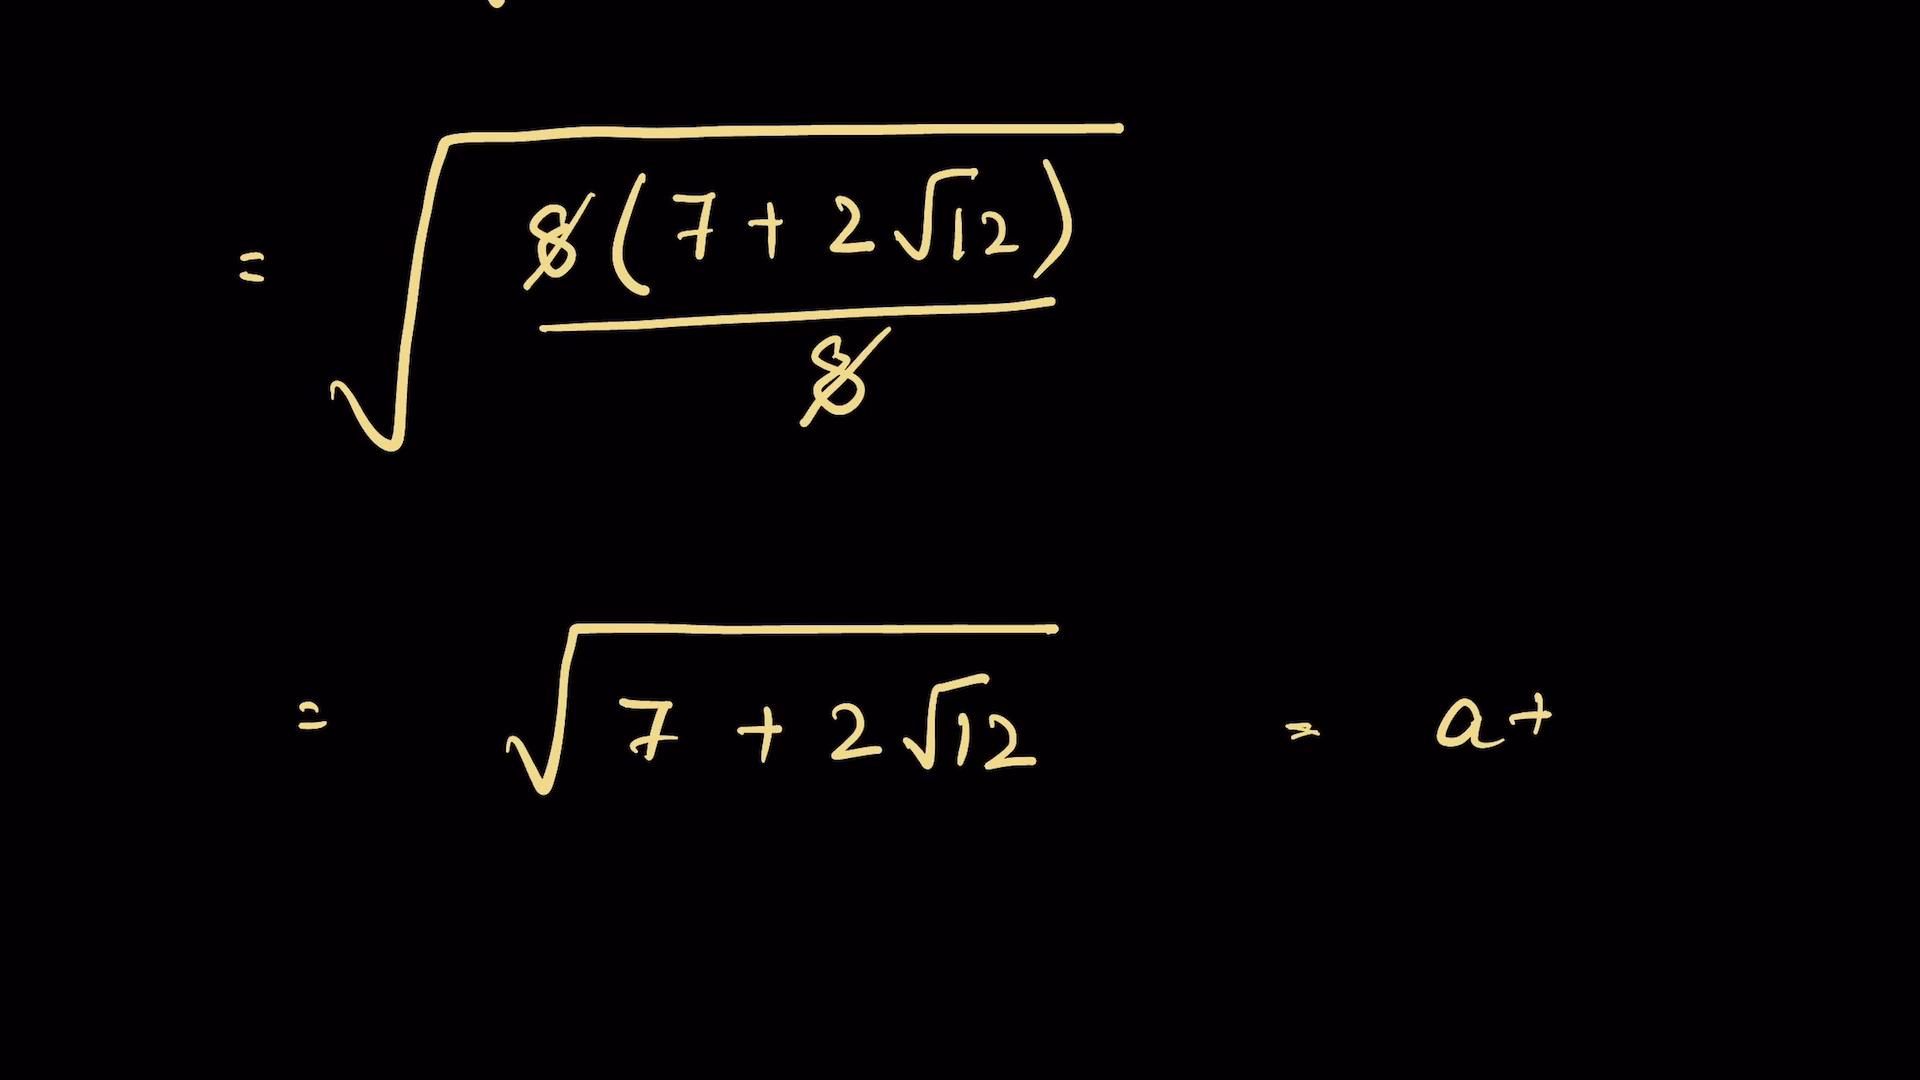 = √(8(7+2√12)/8)
= √(7+2√12) = a+